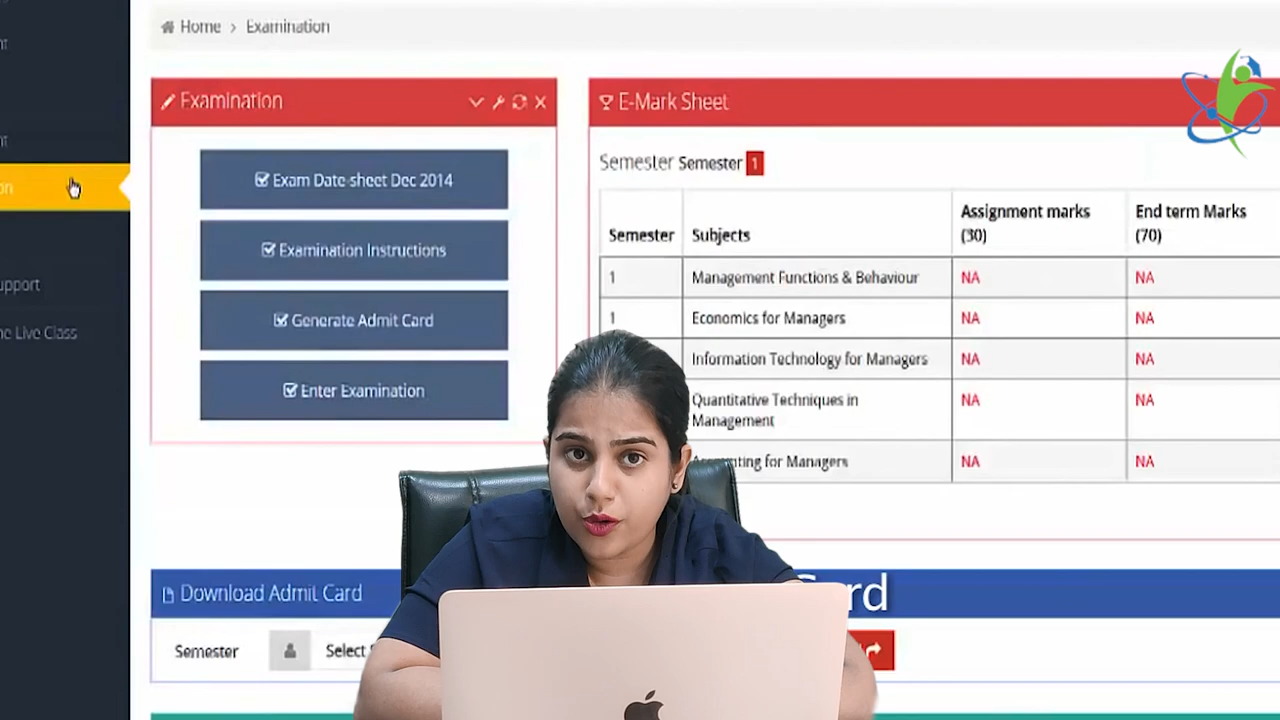 Home > Examination
Examination
Exam Date-sheet Dec 2014
Examination Instructions
Generate Admit Card
Enter Examination
E-Mark Sheet
Semester Semester 1
Semester Subjects Assignment marks (30) End term Marks (70)
1 Management Functions & Behaviour NA NA
1 Economics for Managers NA NA
Information Technology for Managers NA NA
Quantitative Techniques in
Management NA NA
for Managers NA NA
Live Class
Download Admit Card
Semester Select